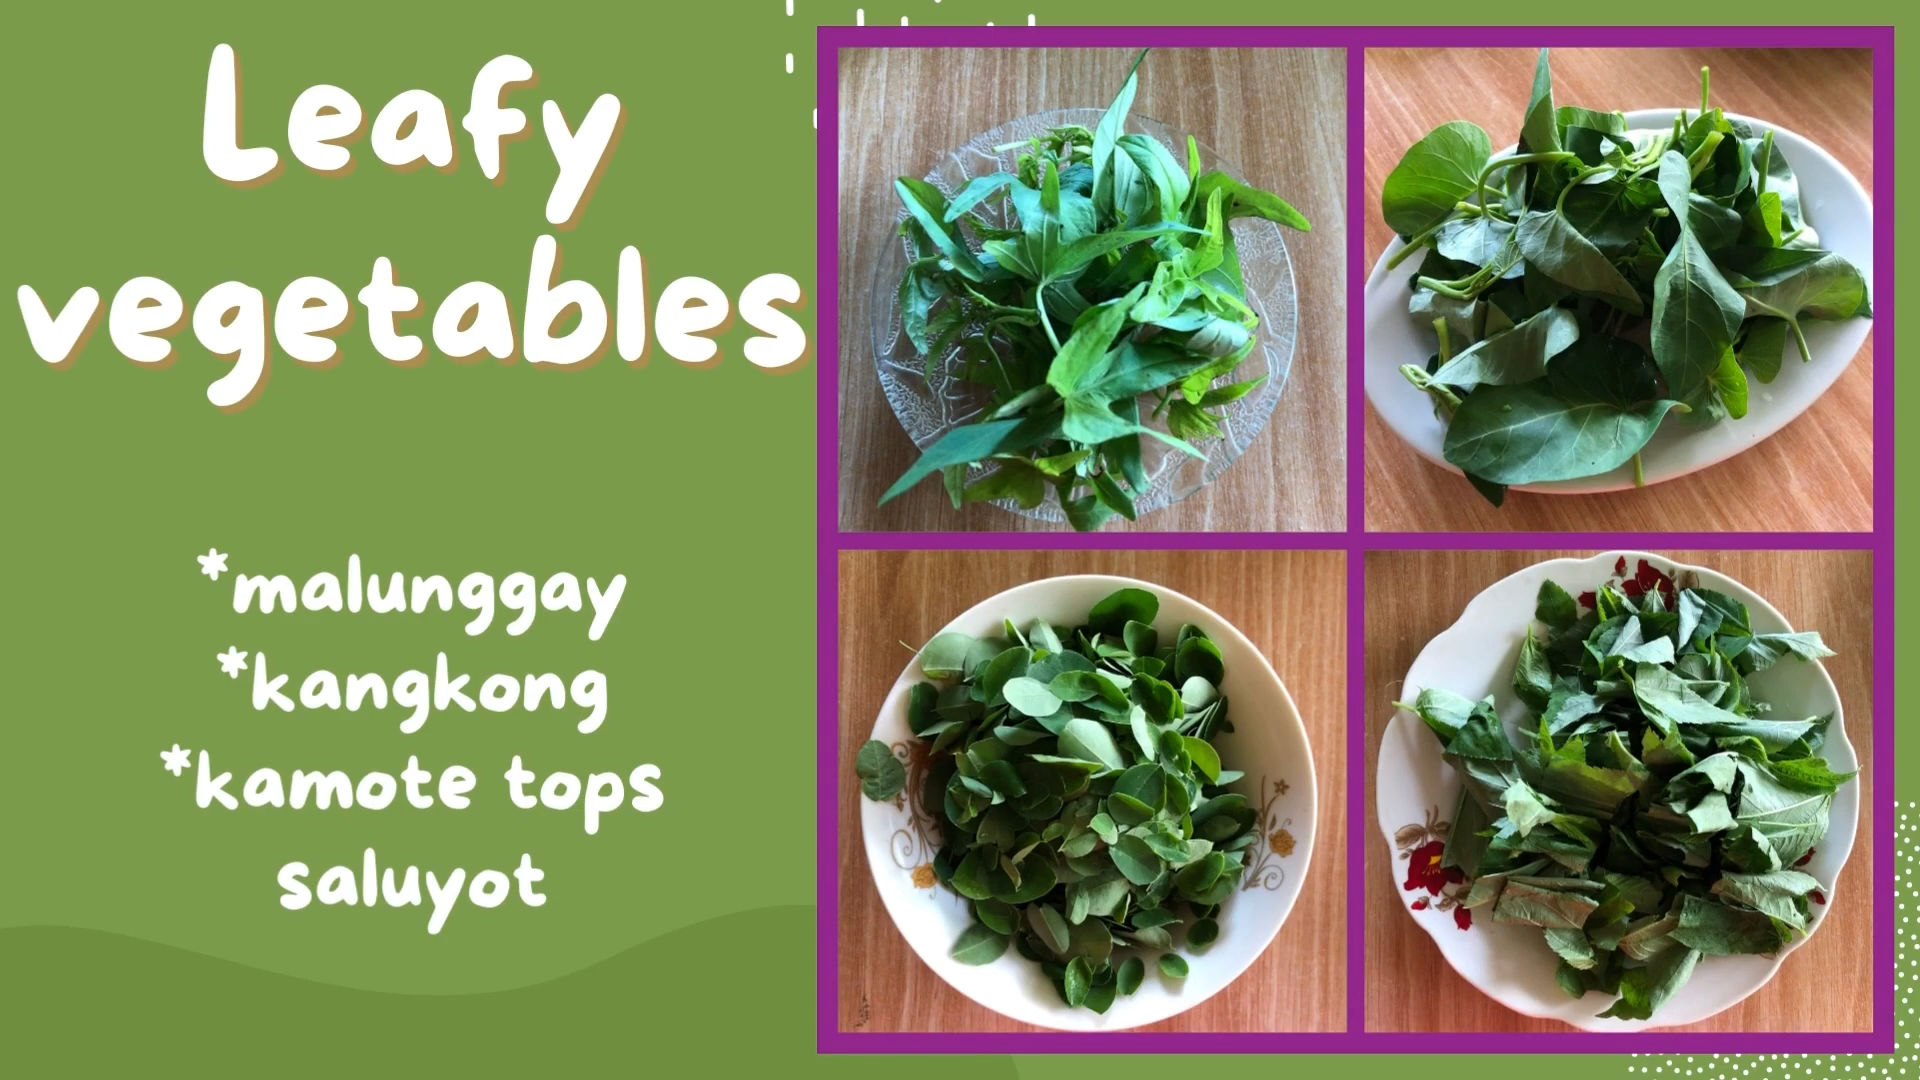 Leafy
vegetables
*malunggay
*kangkong
*kamote tops
saluyot